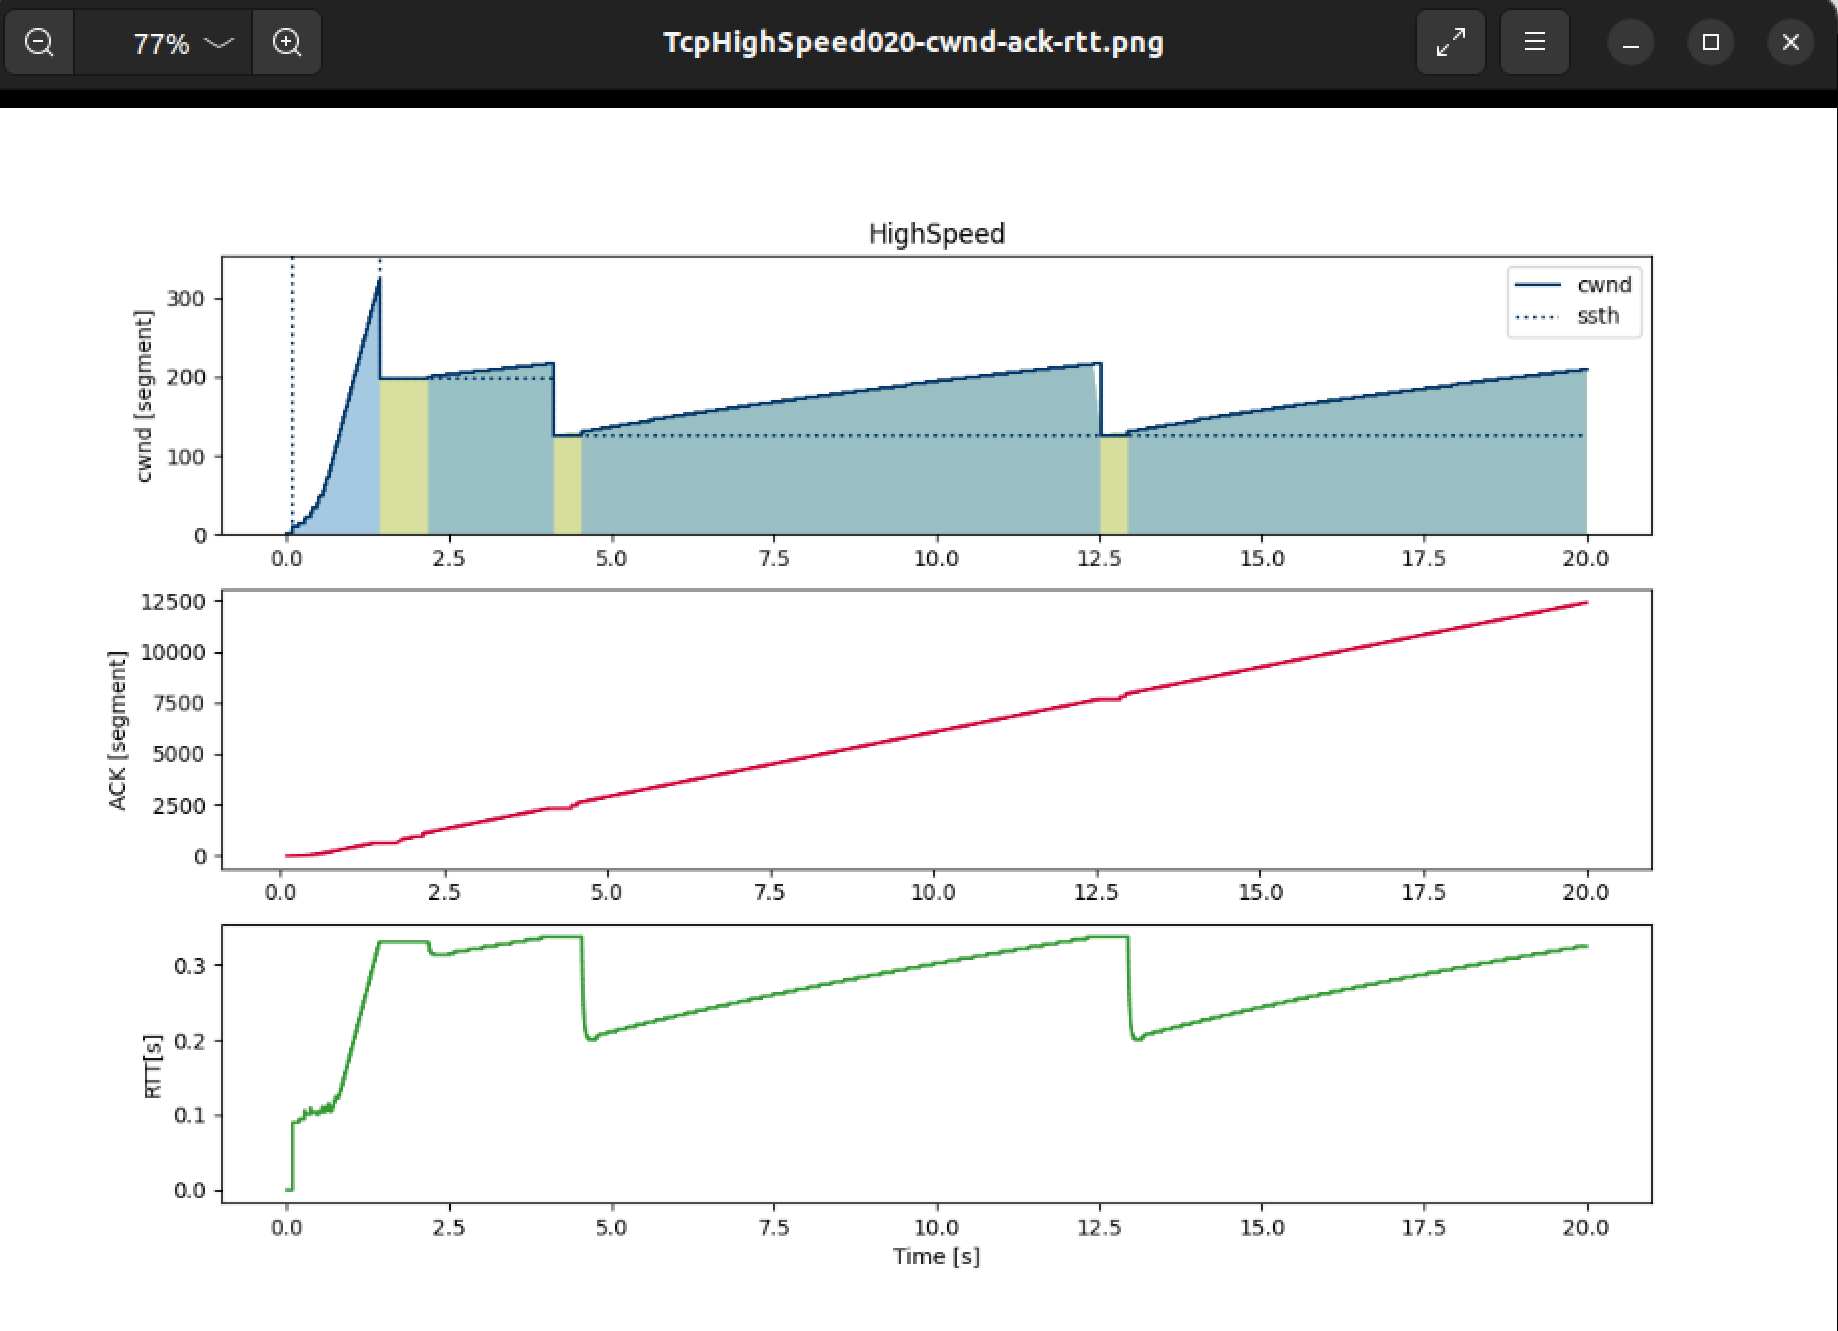 77%
TcpHighSpeed020-cwnd-ack-rtt.png
HighSpeed
cwnd [segment]
300
200
100
0
cwnd
ssth
0.0 2.5 5.0 7.5 10.0 12.5 15.0 17.5 20.0
ACK [segment]
12500
10000
7500
5000
2500
0
0.0 2.5 5.0 7.5 10.0 12.5 15.0 17.5 20.0
RTT[s]
0.3
0.2
0.1
0.0
0.0 2.5 5.0 7.5 10.0 12.5 15.0 17.5 20.0
Time [s]